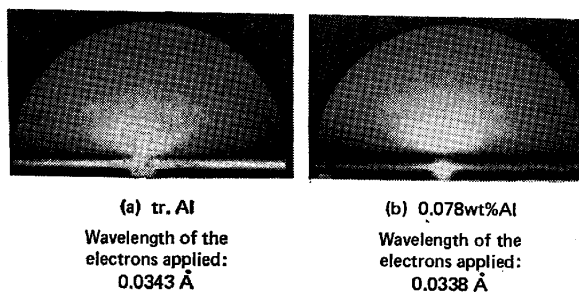 (a) tr. Al
Wavelength of the
electrons applied:
0.0343 Å
(b) 0.078wt%Al
Wavelength of the
electrons applied:
0.0338 Å